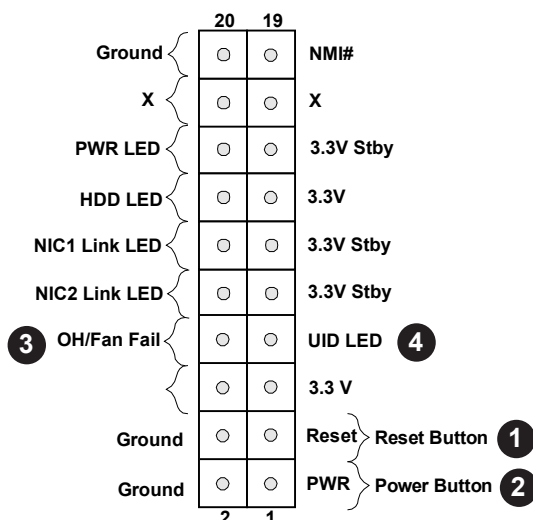 20 19
Ground NMI#
X X
PWR LED 3.3V Stby
HDD LED 3.3V
NIC1 Link LED 3.3V Stby
NIC2 Link LED 3.3V Stby
3 OH/Fan Fail UID LED 4
3.3 V
Ground Reset Reset Button 1
Ground PWR Power Button 2
2 1